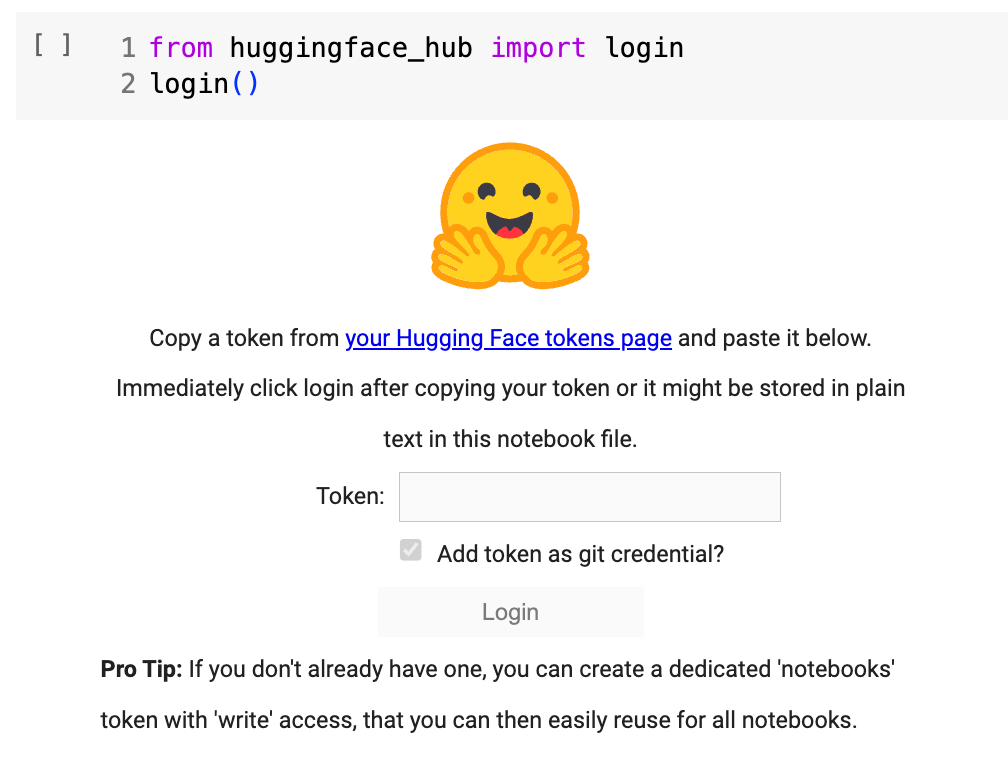 [ ] 1 from huggingface_hub import login
2 login()
Copy a token from your Hugging Face tokens page and paste it below.
Immediately click login after copying your token or it might be stored in plain
text in this notebook file.
Token:
Add token as git credential?
Login
Pro Tip: If you don't already have one, you can create a dedicated 'notebooks'
token with 'write' access, that you can then easily reuse for all notebooks.